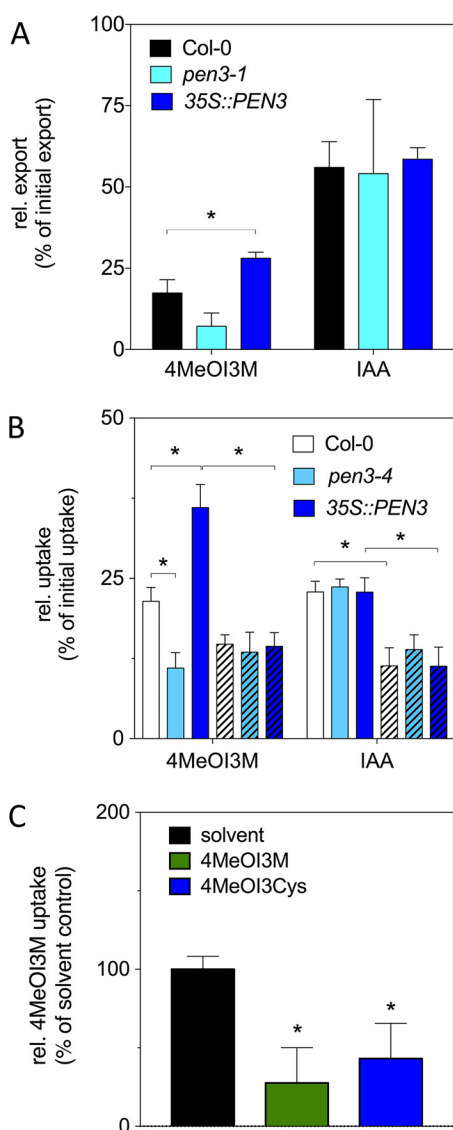 A
rel. export
(% of initial export)
100
75
50
25
0
Col-0
pen3-1
35S::PEN3
*
4MeOI3M
IAA
B
rel. uptake
(% of initial uptake)
50
25
0
Col-0
pen3-4
35S::PEN3
*
*
*
*
*
4MeOI3M
IAA
C
rel. 4MeOI3M uptake
(% of solvent control)
200
100
0
solvent
4MeOI3M
4MeOI3Cys
*
*